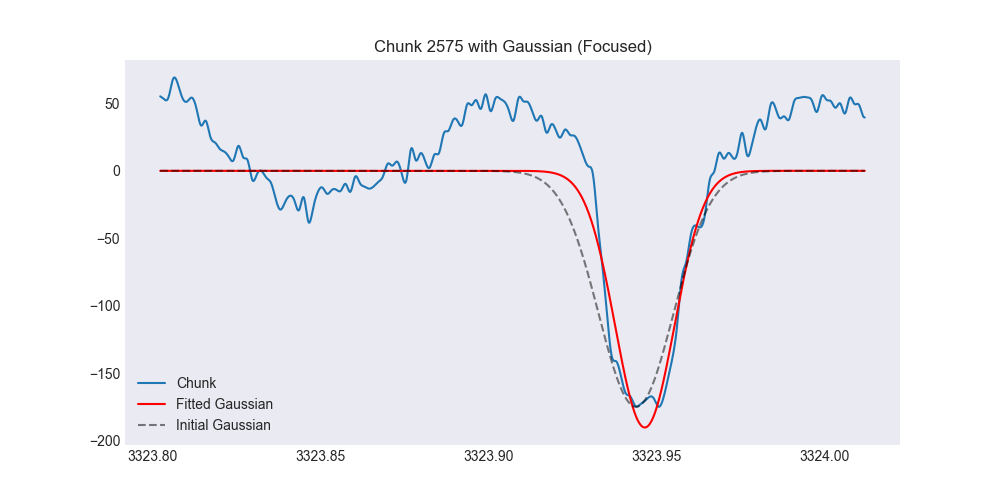 Chunk 2575 with Gaussian (Focused)
50
0
−50
−100
−150
−200
Chunk
Fitted Gaussian
Initial Gaussian
3323.80 3323.85 3323.90 3323.95 3324.00